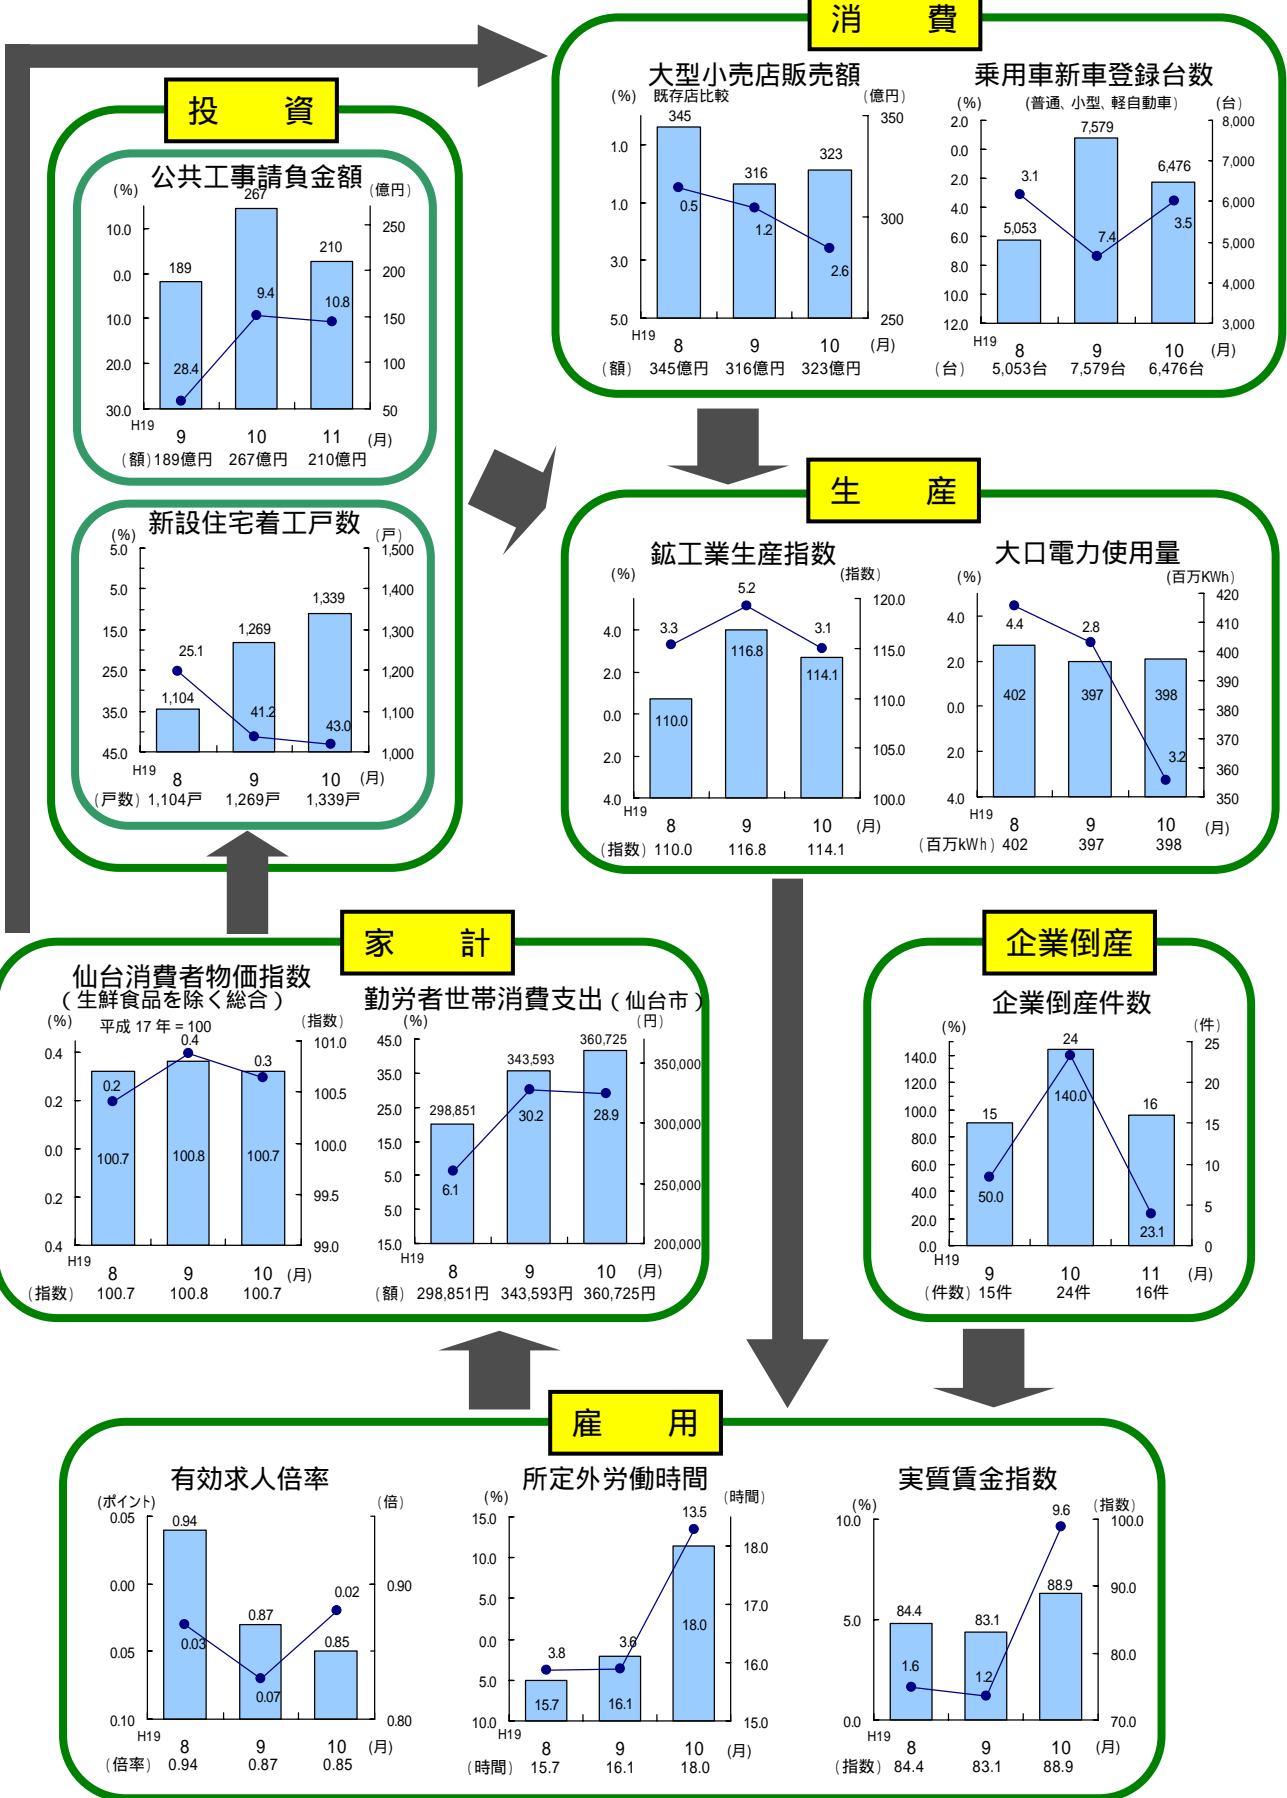 消　費
大型小売店販売額
(%) 既存店比較 (億円)
345 316 323
0.5 1.2 2.6
1.0
1.0
3.0
5.0
350
300
250
H19 8 9 10 (月)
(額) 345億円 316億円 323億円
乗用車新車登録台数
(%) (普通、小型、軽自動車) (台)
5,053 7,579 6,476
3.1 7.4 3.5
2.0
0.0
2.0
4.0
6.0
8.0
10.0
12.0
8,000
7,000
6,000
5,000
4,000
3,000
H19 8 9 10 (月)
(台) 5,053台 7,579台 6,476台
投　資
公共工事請負金額
(%) (億円)
189 267 210
28.4 9.4 10.8
10.0
0.0
10.0
20.0
30.0
250
200
150
100
50
H19 9 10 11 (月)
(額) 189億円 267億円 210億円
新設住宅着工戸数
(%) (戸)
1,104 1,269 1,339
25.1 41.2 43.0
5.0
5.0
15.0
25.0
35.0
45.0
1,500
1,400
1,300
1,200
1,100
1,000
H19 8 9 10 (月)
(戸数) 1,104戸 1,269戸 1,339戸
生　産
鉱工業生産指数
(%) (指数)
3.3 5.2 3.1
110.0 116.8 114.1
4.0
2.0
0.0
2.0
4.0
120.0
115.0
110.0
105.0
100.0
H19 8 9 10 (月)
(指数) 110.0 116.8 114.1
大口電力使用量
(%) (百万KWh)
4.4 2.8 3.2
402 397 398
4.0
2.0
0.0
2.0
4.0
420
410
400
390
380
370
360
350
H19 8 9 10 (月)
(百万kWh) 402 397 398
家　計
仙台消費者物価指数
(生鮮食品を除く総合)
(%) 平成 17 年 = 100 (指数)
0.2 0.4 0.3
100.7 100.8 100.7
0.4
0.2
0.0
0.2
0.4
101.0
100.5
100.0
99.5
99.0
H19 8 9 10 (月)
(指数) 100.7 100.8 100.7
勤労者世帯消費支出 (仙台市)
(%) (円)
298,851 343,593 360,725
6.1 30.2 28.9
45.0
35.0
25.0
15.0
5.0
5.0
15.0
350,000
300,000
250,000
200,000
H19 8 9 10 (月)
(額) 298,851円 343,593円 360,725円
企業倒産
企業倒産件数
(%) (件)
15 24 16
50.0 140.0 23.1
140.0
120.0
100.0
80.0
60.0
40.0
20.0
0.0
25
20
15
10
5
0
H19 9 10 11 (月)
(件数) 15件 24件 16件
雇　用
有効求人倍率
(ポイント) (倍)
0.94 0.87 0.85
0.03 0.07 0.02
0.05
0.00
0.05
0.10
0.90
0.80
H19 8 9 10 (月)
(倍率) 0.94 0.87 0.85
所定外労働時間
(%) (時間)
3.8 3.6 13.5
15.7 16.1 18.0
15.0
10.0
5.0
0.0
5.0
10.0
18.0
17.0
16.0
15.0
H19 8 9 10 (月)
(時間) 15.7 16.1 18.0
実質賃金指数
(%) (指数)
84.4 83.1 88.9
1.6 1.2 9.6
10.0
5.0
0.0
100.0
90.0
80.0
70.0
H19 8 9 10 (月)
(指数) 84.4 83.1 88.9